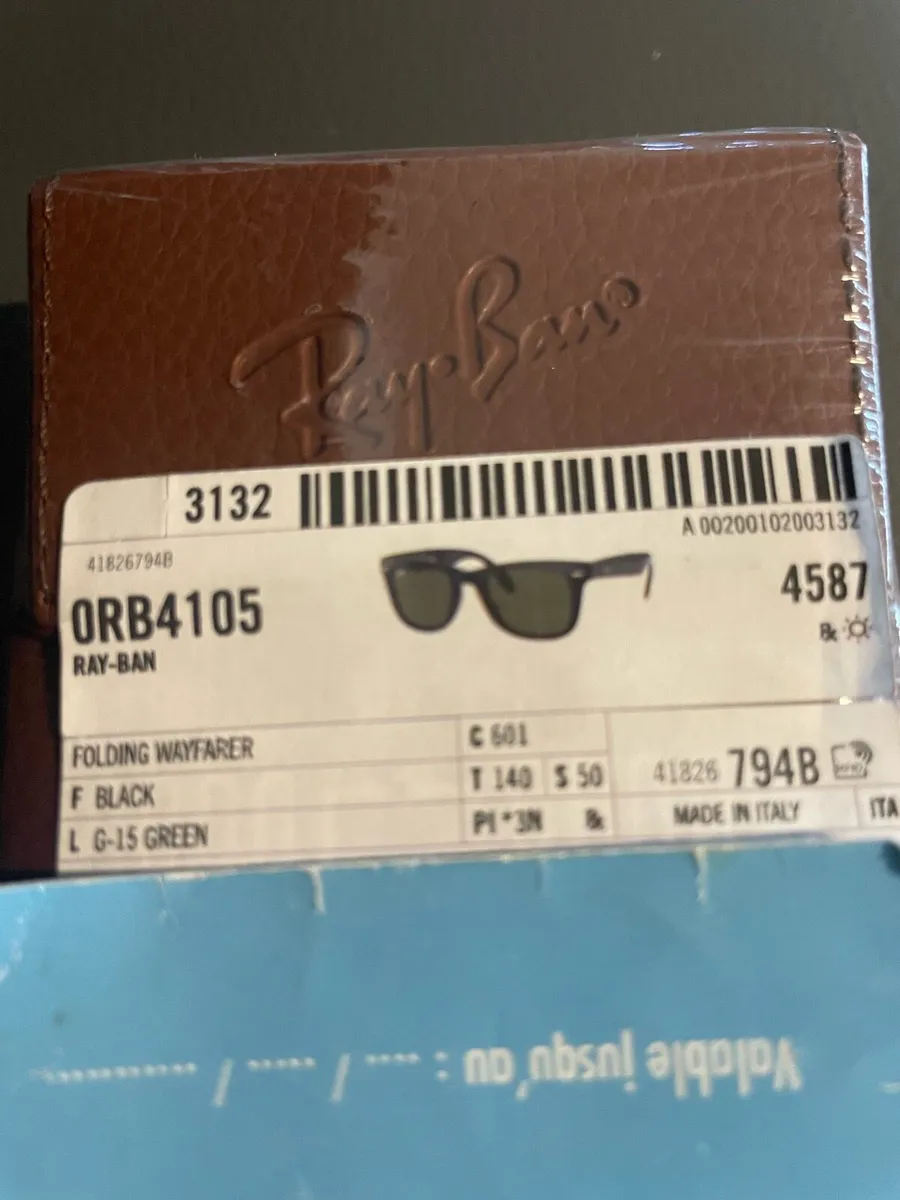 Ray-Ban
3132
A 00200102003132
41826794B
0RB4105
4587
RAY-BAN
℞
FOLDING WAYFARER
C 601
F BLACK
T 140 S 50
41826 794B
L G-15 GREEN
PI *3N ℞
MADE IN ITALY
ITA
Valable jusqu'au : .... / ..... / ...........